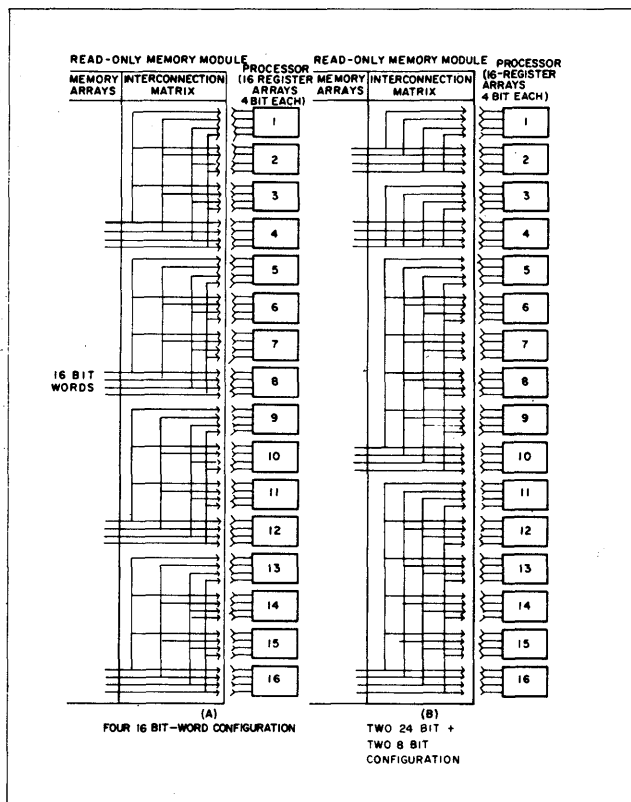 READ-ONLY MEMORY MODULE
MEMORY ARRAYS
INTERCONNECTION MATRIX
PROCESSOR
(16 REGISTER
ARRAYS
4 BIT EACH)
1
2
3
4
5
6
7
8
9
10
11
12
13
14
15
16
16 BIT
WORDS
(A)
FOUR 16 BIT-WORD CONFIGURATION
READ-ONLY MEMORY MODULE
MEMORY ARRAYS
INTERCONNECTION MATRIX
PROCESSOR
(16-REGISTER
ARRAYS
4 BIT EACH)
1
2
3
4
5
6
7
8
9
10
11
12
13
14
15
16
(B)
TWO 24 BIT +
TWO 8 BIT
CONFIGURATION